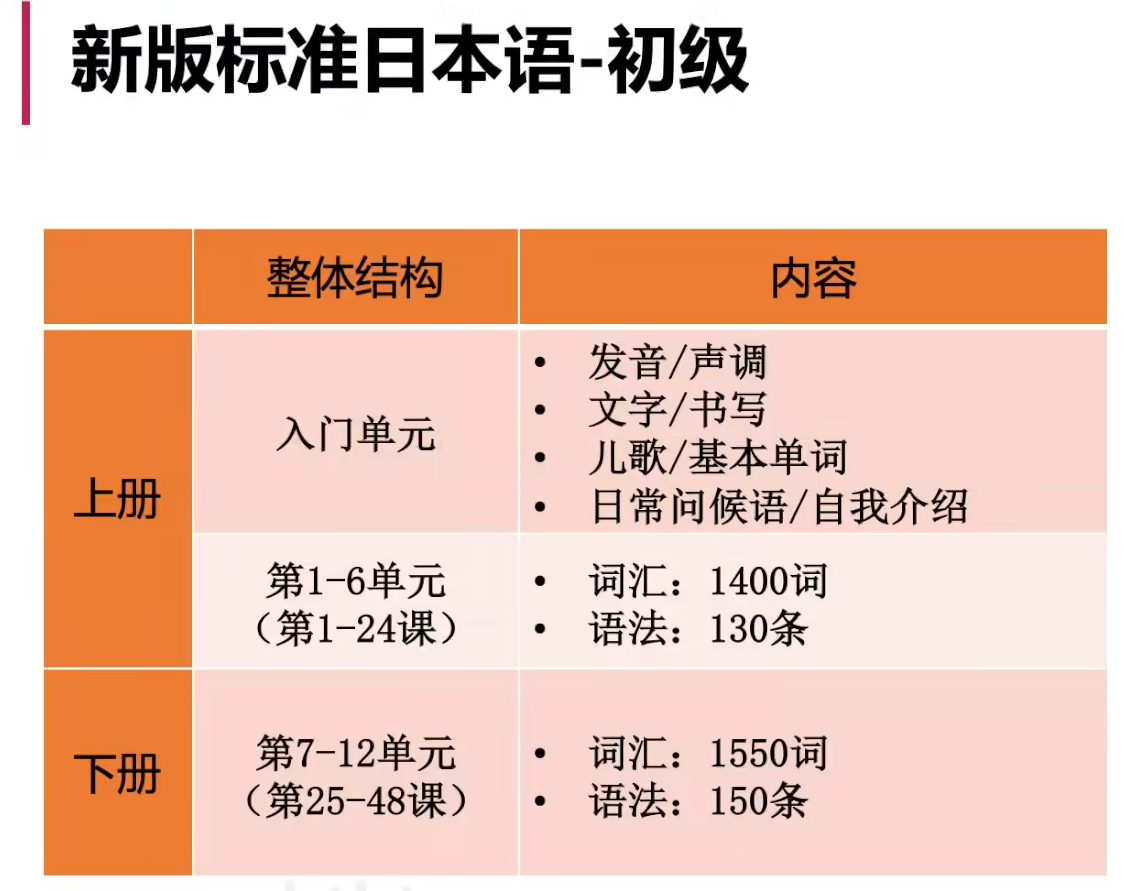 新版标准日本语-初级
整体结构
内容
上册
入门单元
• 发音/声调
• 文字/书写
• 儿歌/基本单词
• 日常问候语/自我介绍
第1-6单元
（第1-24课）
• 词汇：1400词
• 语法：130条
下册
第7-12单元
（第25-48课）
• 词汇：1550词
• 语法：150条